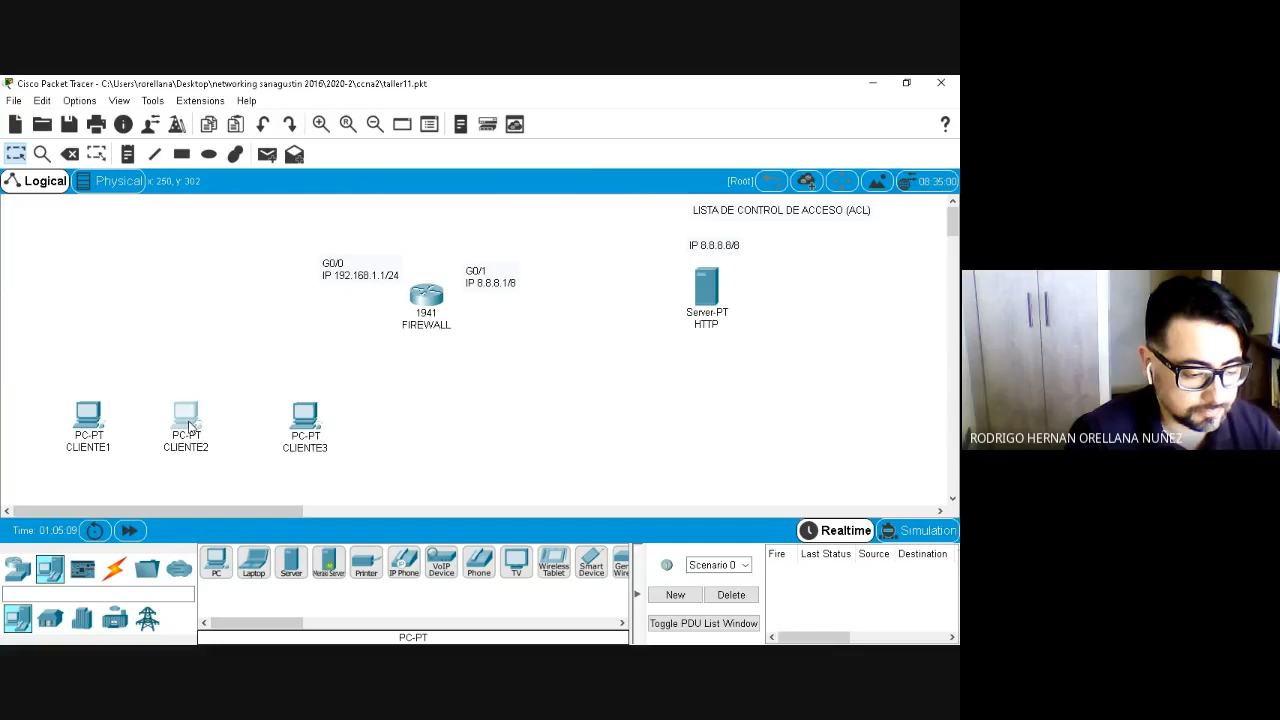 Cisco Packet Tracer - C:\Users\rorellana\Desktop\networking sanagustin 2016\2020-2\ccna2\taller11.pkt
File Edit Options View Tools Extensions Help
Logical Physical x: 250, y: 302 [Root] 08:35:00
LISTA DE CONTROL DE ACCESO (ACL)
IP 8.8.8.8/8
G0/0
IP 192.168.1.1/24
G0/1
IP 8.8.8.1/8
1941
FIREWALL
Server-PT
HTTP
PC-PT
CLIENTE1
PC-PT
CLIENTE2
PC-PT
CLIENTE3
RODRIGO HERNAN ORELLANA NUÑEZ
Time: 01:05:09 Realtime Simulation
PC Laptop Server Meraki Server Printer IP Phone VoIP Device Phone TV Wireless Tablet Smart Device
PC-PT
Scenario 0
New Delete
Toggle PDU List Window
Fire Last Status Source Destination